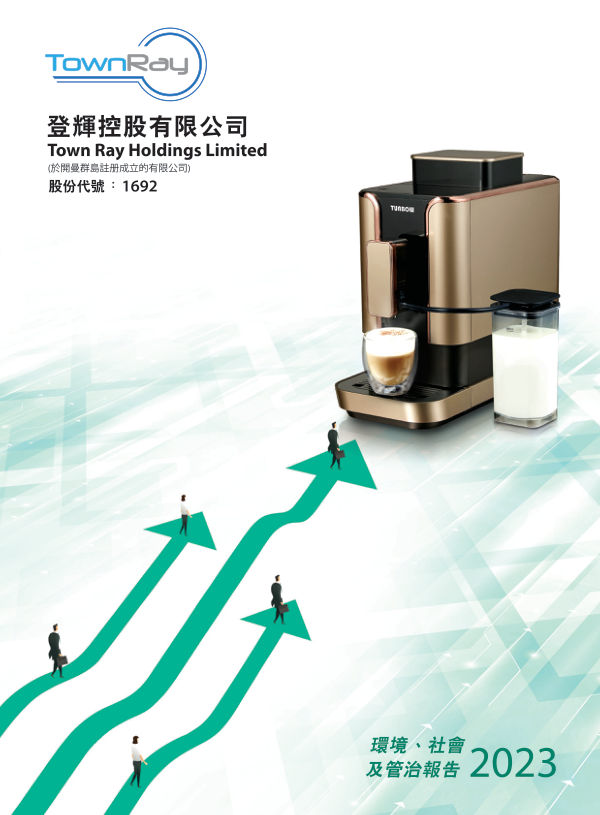 TownRay
登輝控股有限公司
Town Ray Holdings Limited
(於開曼群島註册成立的有限公司)
股份代號：1692
TURBOW
環境、社會
及管治報告 2023